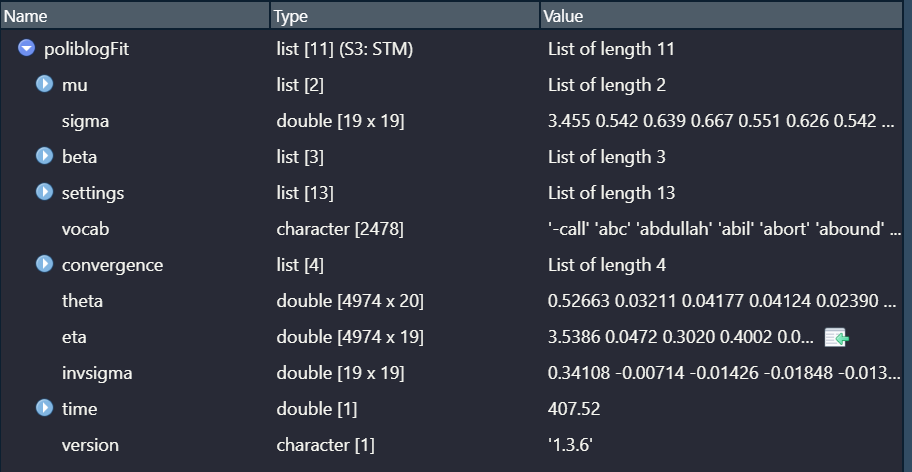 Name Type Value
poliblogFit list [11] (S3: STM) List of length 11
mu list [2] List of length 2
sigma double [19 x 19] 3.455 0.542 0.639 0.667 0.551 0.626 0.542 ...
beta list [3] List of length 3
settings list [13] List of length 13
vocab character [2478] '-call' 'abc' 'abdullah' 'abil' 'abort' 'abound' ...
convergence list [4] List of length 4
theta double [4974 x 20] 0.52663 0.03211 0.04177 0.04124 0.02390 ...
eta double [4974 x 19] 3.5386 0.0472 0.3020 0.4002 0.0...
invsigma double [19 x 19] 0.34108 -0.00714 -0.01426 -0.01848 -0.013...
time double [1] 407.52
version character [1] '1.3.6'